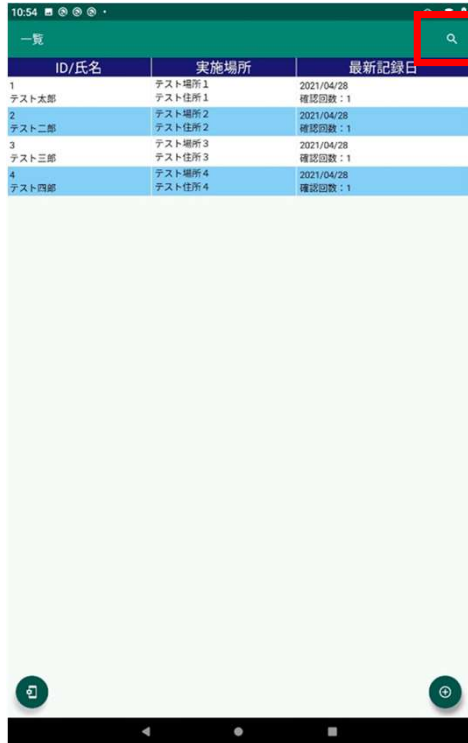 10:54
一覧
ID/氏名 実施場所 最新記録日
1 テスト場所1 2021/04/28
テスト太郎 テスト住所1 確認回数：1
2 テスト場所2 2021/04/28
テスト二郎 テスト住所2 確認回数：1
3 テスト場所3 2021/04/28
テスト三郎 テスト住所3 確認回数：1
4 テスト場所4 2021/04/28
テスト四郎 テスト住所4 確認回数：1